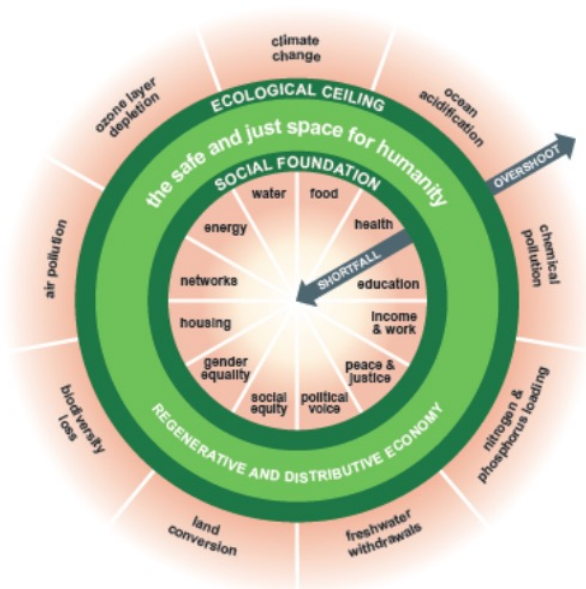 climate
change
ozone layer
depletion
ocean
acidification
ECOLOGICAL CEILING
the safe and just space for humanity
OVERSHOOT
SOCIAL FOUNDATION
water
food
energy
health
air pollution
chemical
pollution
SHORTFALL
networks
education
housing
income
& work
gender
equality
peace &
justice
social
equity
political
voice
biodiversity
loss
nitrogen &
phosphorus loading
REGENERATIVE AND DISTRIBUTIVE ECONOMY
land
conversion
freshwater
withdrawals